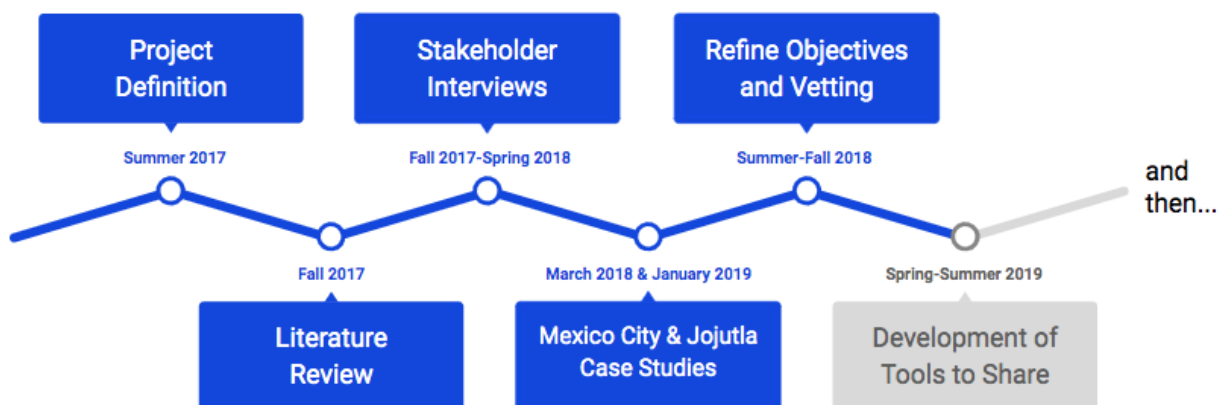 Project
Definition
Summer 2017
Fall 2017
Literature
Review
Stakeholder
Interviews
Fall 2017-Spring 2018
March 2018 & January 2019
Mexico City & Jojutla
Case Studies
Refine Objectives
and Vetting
Summer-Fall 2018
Spring-Summer 2019
Development of
Tools to Share
and
then...